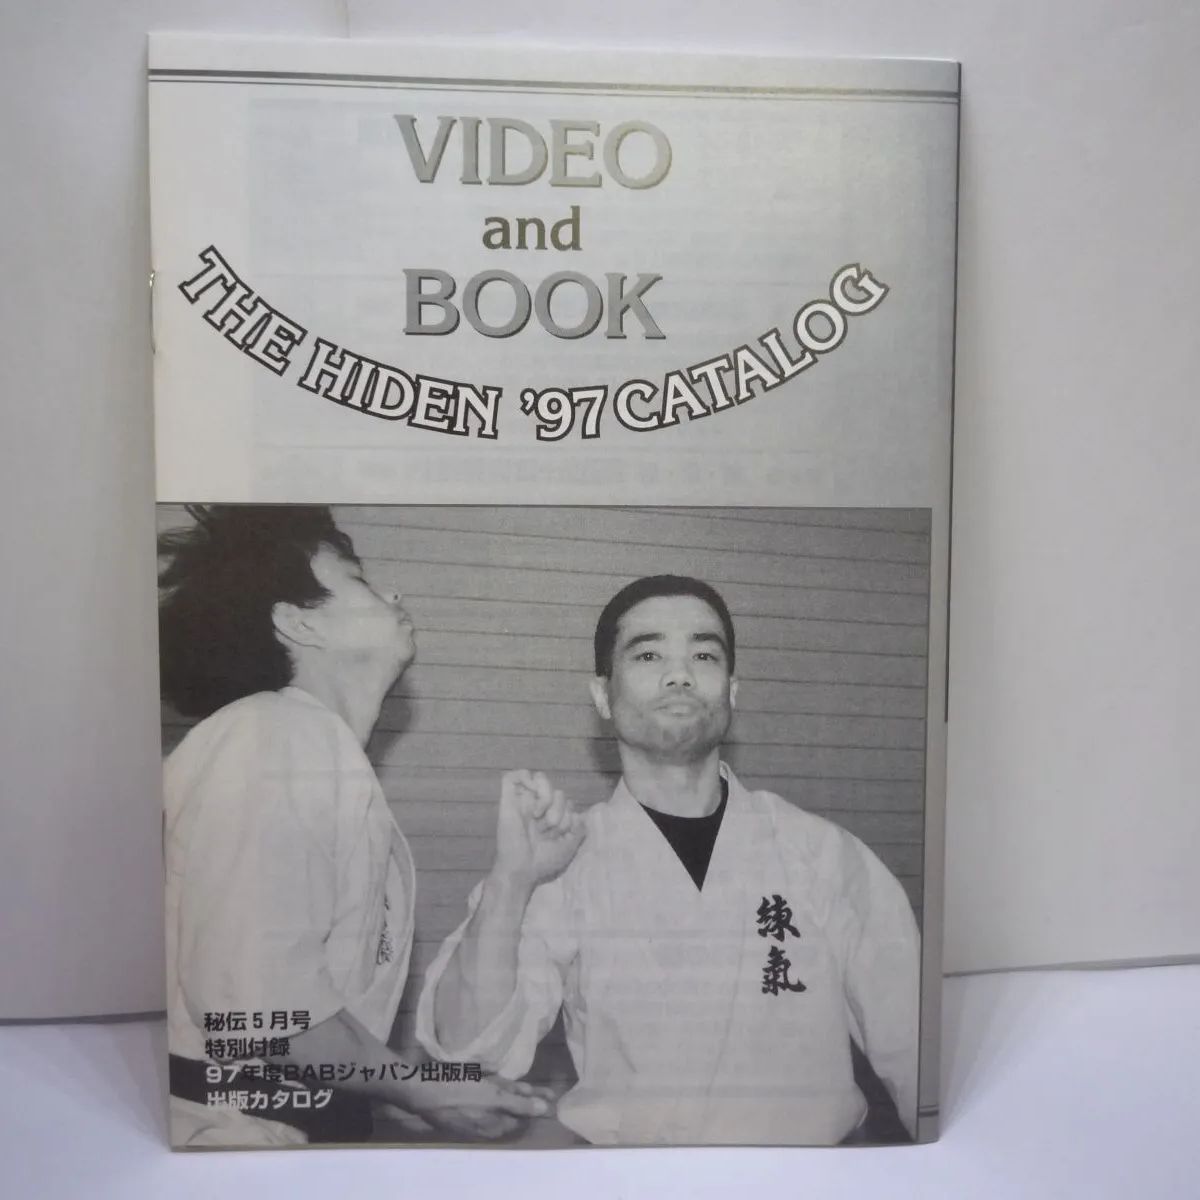 VIDEO
and
BOOK
THE HIDEN '97 CATALOG
練
氣
秘伝5月号
特別付録
97年度BABジャパン出版局
出版カタログ